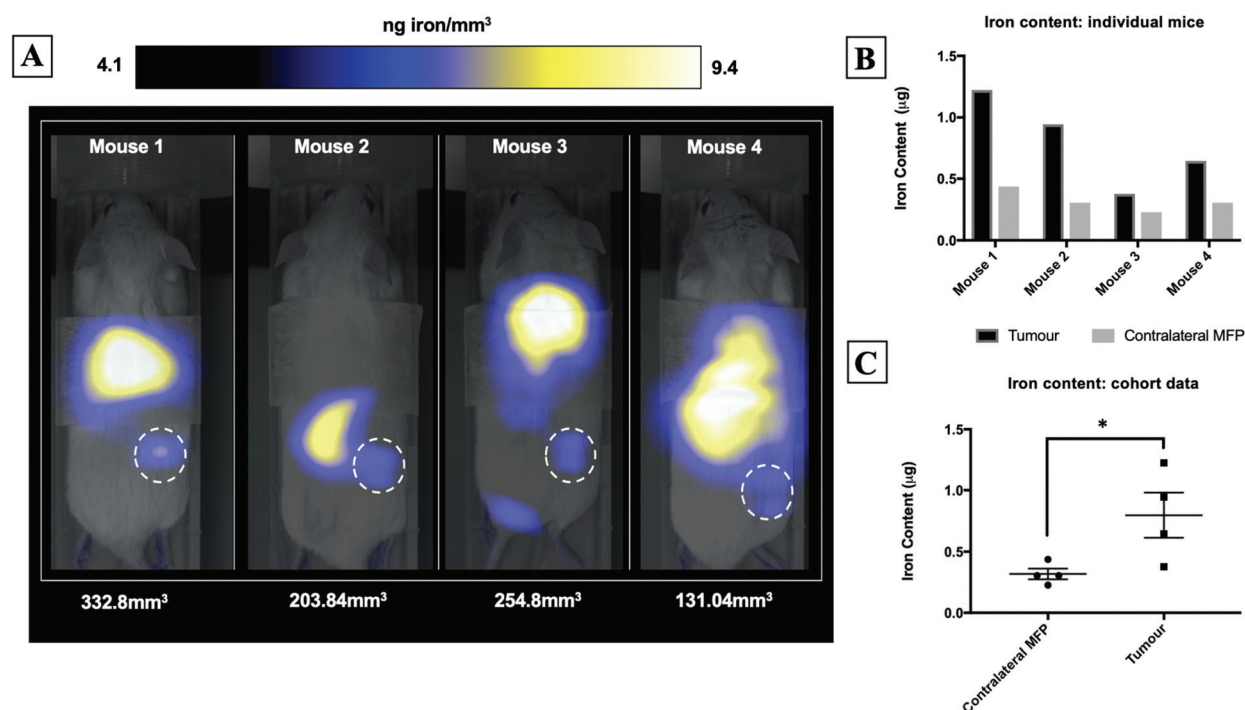 A
ng iron/mm³
4.1
9.4
Mouse 1
Mouse 2
Mouse 3
Mouse 4
332.8mm³
203.84mm³
254.8mm³
131.04mm³
B
Iron content: individual mice
Iron Content (µg)
1.5
1.0
0.5
0.0
Mouse 1
Mouse 2
Mouse 3
Mouse 4
Tumour
Contralateral MFP
C
Iron content: cohort data
Iron Content (µg)
1.5
1.0
0.5
0.0
*
Contralateral MFP
Tumour